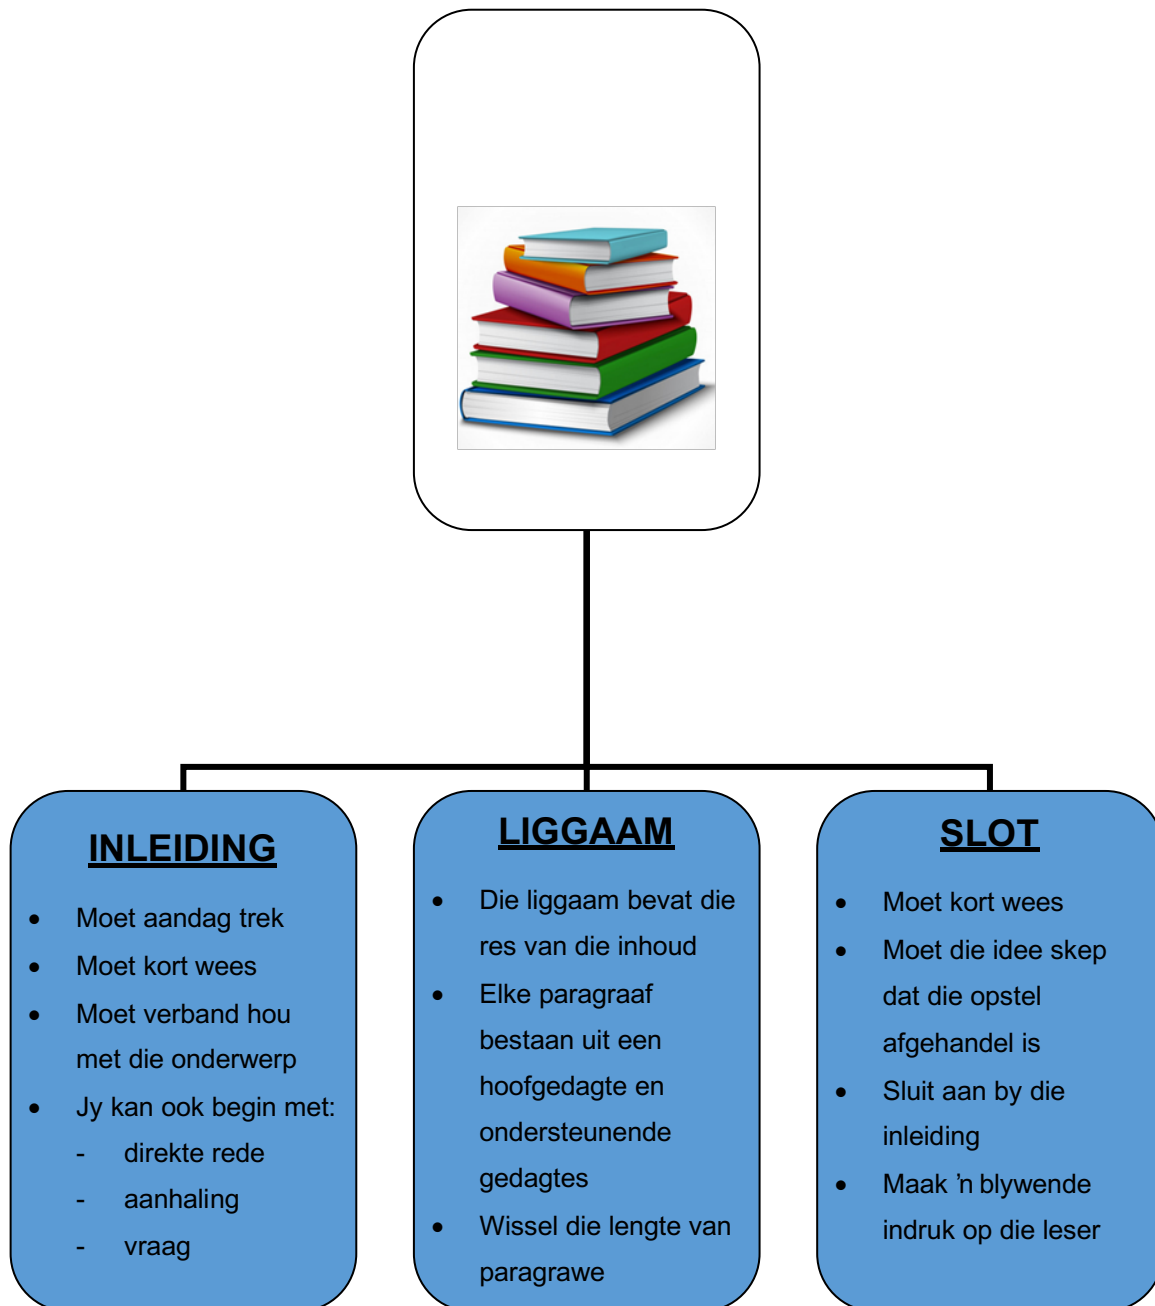 INLEIDING
• Moet aandag trek
• Moet kort wees
• Moet verband hou
met die onderwerp
• Jy kan ook begin met:
- direkte rede
- aanhaling
- vraag
LIGGAAM
• Die liggaam bevat die
res van die inhoud
• Elke paragraaf
bestaan uit een
hoofgedagte en
ondersteunende
gedagtes
• Wissel die lengte van
paragrawe
SLOT
• Moet kort wees
• Moet die idee skep
dat die opstel
afgehandel is
• Sluit aan by die
inleiding
• Maak ’n blywende
indruk op die leser